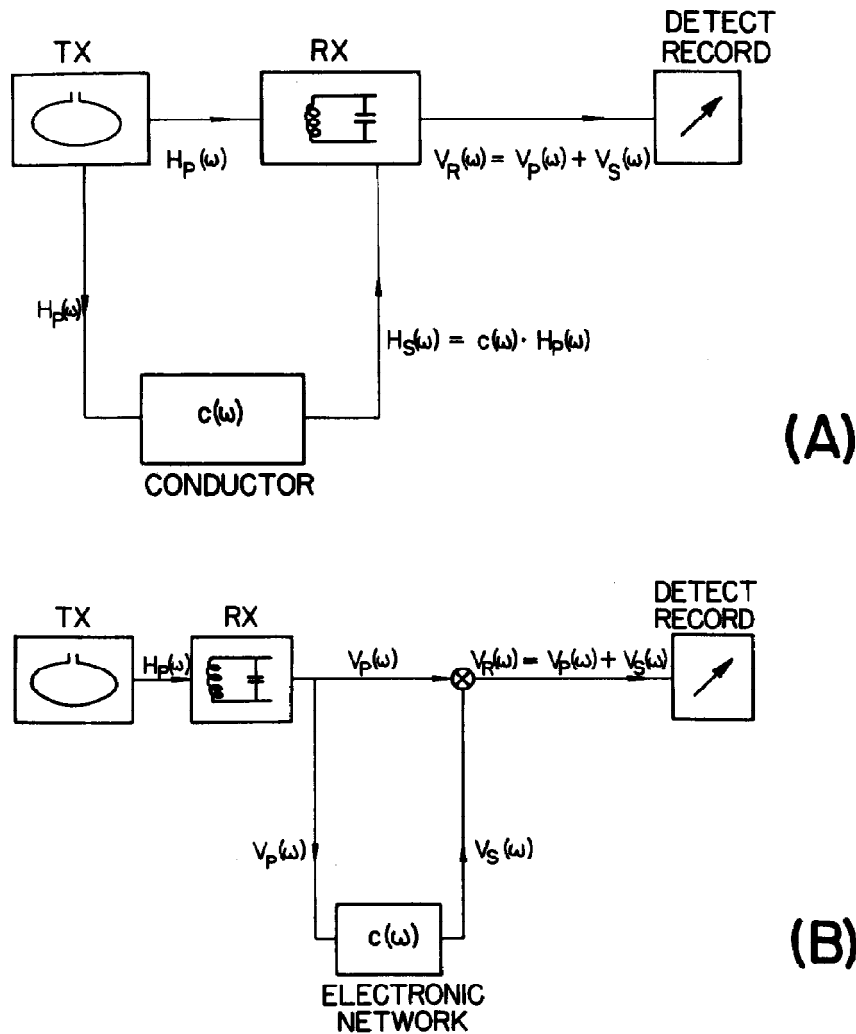 DETECT
RECORD
TX
RX
H_P(ω)
V_R(ω) = V_P(ω) + V_S(ω)
H_P(ω)
H_S(ω) = c(ω) · H_P(ω)
c(ω)
CONDUCTOR
(A)
DETECT
RECORD
TX
RX
H_P(ω)
V_P(ω)
V_R(ω) = V_P(ω) + V_S(ω)
V_P(ω)
V_S(ω)
c(ω)
ELECTRONIC
NETWORK
(B)